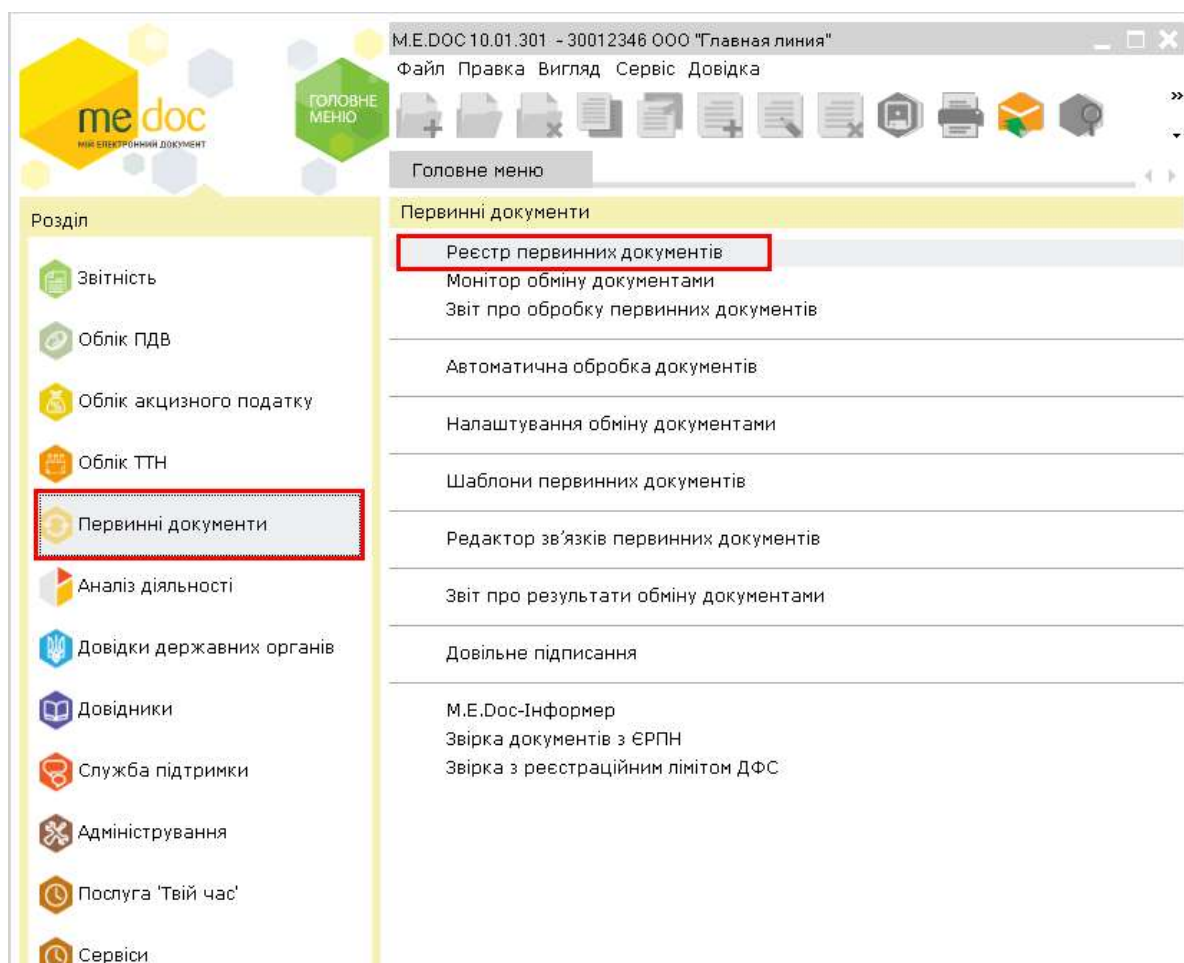 me doc
МІЙ ЕЛЕКТРОННИЙ ДОКУМЕНТ
ГОЛОВНЕ
МЕНЮ
M.E.DOC 10.01.301 - 30012346 ООО "Главная линия"
Файл Правка Вигляд Сервіс Довідка
Головне меню
Розділ
Звітність
Облік ПДВ
Облік акцизного податку
Облік ТТН
Первинні документи
Аналіз діяльності
Довідки державних органів
Довідники
Служба підтримки
Адміністрування
Послуга 'Твій час'
Сервіси
Первинні документи
Реєстр первинних документів
Монітор обміну документами
Звіт про обробку первинних документів
Автоматична обробка документів
Налаштування обміну документами
Шаблони первинних документів
Редактор зв’язків первинних документів
Звіт про результати обміну документами
Довільне підписання
M.E.Doc-Інформер
Звірка документів з ЄРПН
Звірка з реєстраційним лімітом ДФС